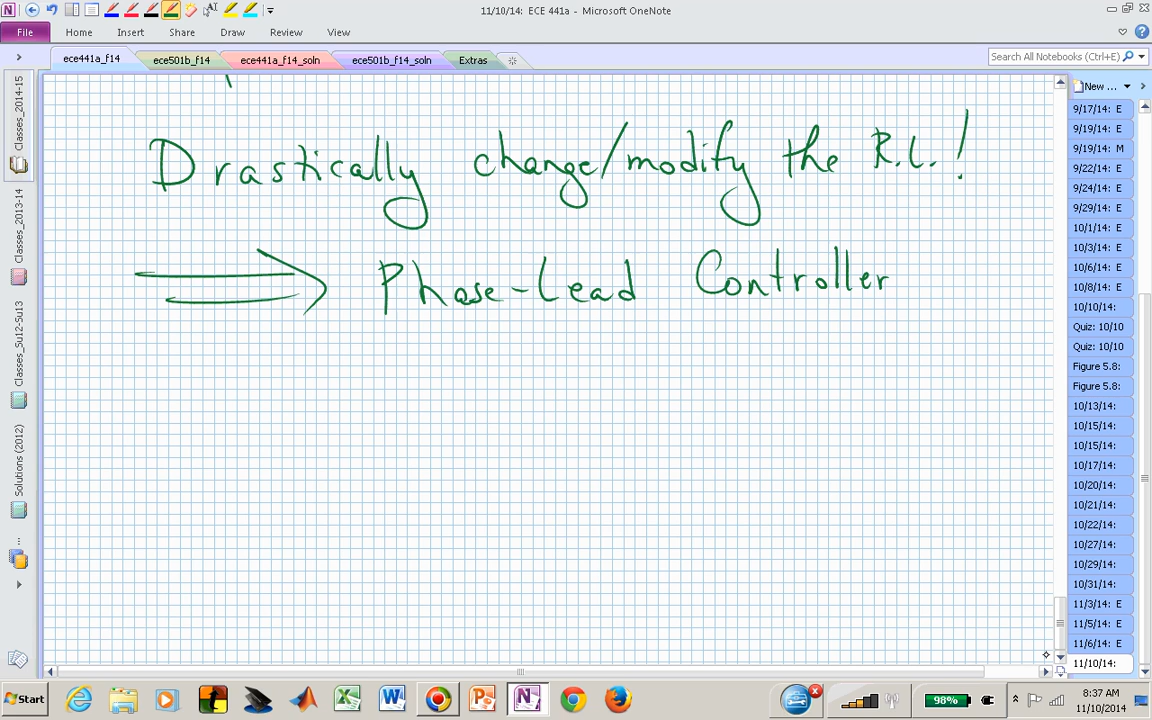 11/10/14: ECE 441a - Microsoft OneNote
File Home Insert Share Draw Review View
ece441a_f14 ece501b_f14 ece441a_f14_soln ece501b_f14_soln Extras
Search All Notebooks (Ctrl+E)
Classes_2014-15
Classes_2013-14
Classes_Su12-Su13
Solutions (2012)
Drastically change/modify the R.L.!
Phase-Lead Controller
New ...
9/17/14: E
9/19/14: E
9/19/14: M
9/22/14: E
9/24/14: E
9/29/14: E
10/1/14: E
10/3/14: E
10/6/14: E
10/8/14: E
10/10/14:
Quiz: 10/10
Quiz: 10/10
Figure 5.8:
Figure 5.8:
10/13/14:
10/15/14:
10/15/14:
10/17/14:
10/20/14:
10/21/14:
10/22/14:
10/27/14:
10/29/14:
10/31/14:
11/3/14: E
11/5/14: E
11/6/14: E
11/10/14:
Start
98%
8:37 AM
11/10/2014